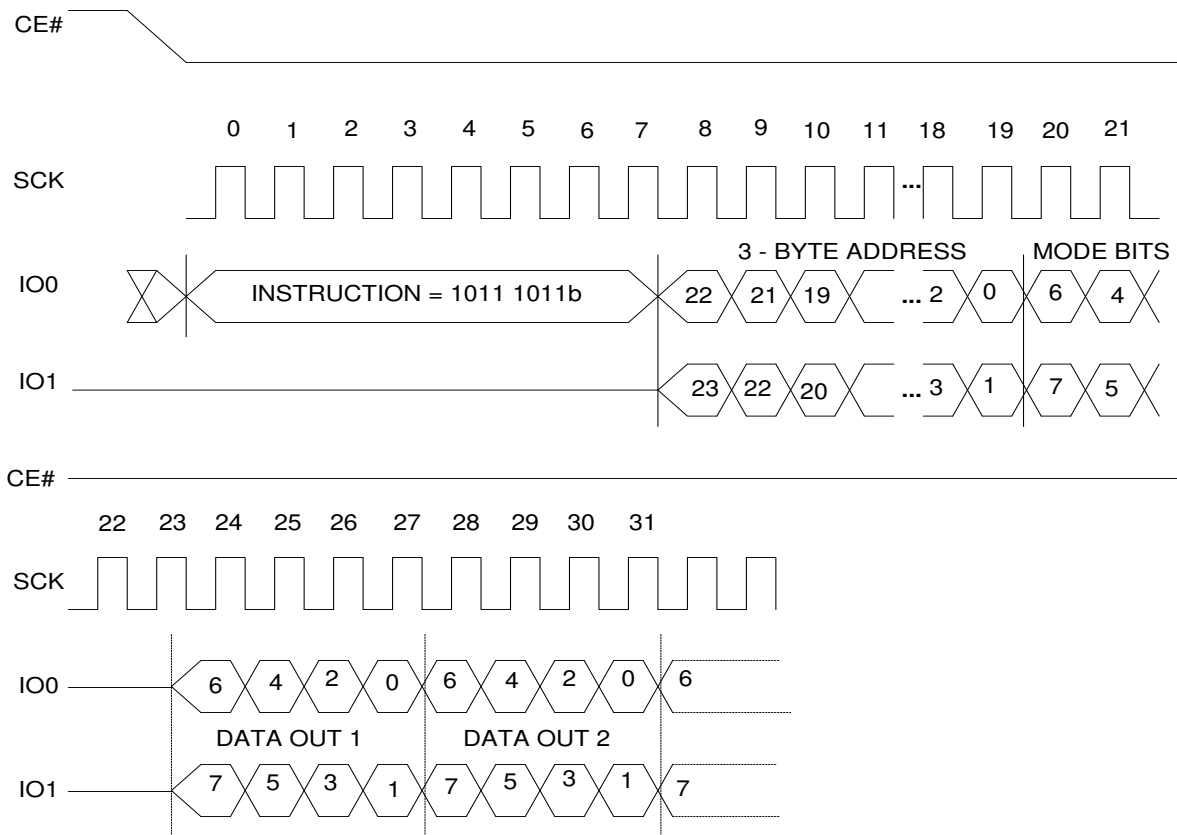 CE#
0 1 2 3 4 5 6 7 8 9 10 11 18 19 20 21
SCK ...
3 - BYTE ADDRESS MODE BITS
IO0 INSTRUCTION = 1011 1011b 22 21 19 ... 2 0 6 4
IO1 23 22 20 ... 3 1 7 5
CE#
22 23 24 25 26 27 28 29 30 31
SCK
IO0 6 4 2 0 6 4 2 0 6
DATA OUT 1 DATA OUT 2
IO1 7 5 3 1 7 5 3 1 7